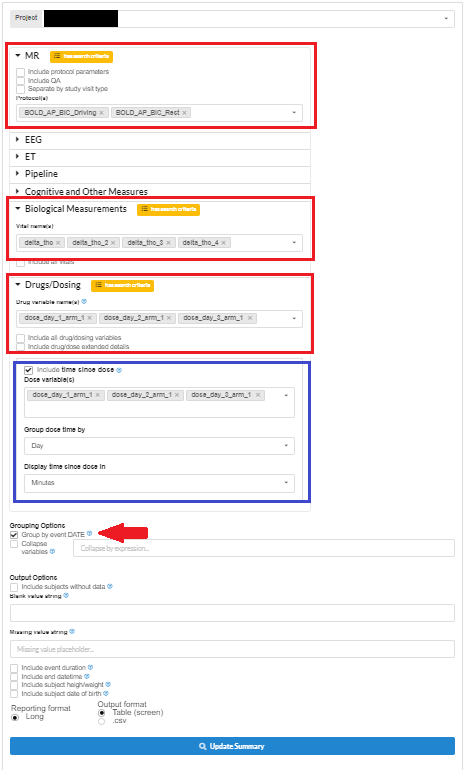 Project
MR has search criteria
Include protocol parameters
Include QA
Separate by study visit type
Protocol(s)
BOLD_AP_BIC_Driving × BOLD_AP_BIC_Rest ×
EEG
ET
Pipeline
Cognitive and Other Measures
Biological Measurements has search criteria
Vital name(s)
delta_thc × delta_thc_2 × delta_thc_3 × delta_thc_4 ×
Include all vitals
Drugs/Dosing has search criteria
Drug variable name(s)
dose_day_1_arm_1 × dose_day_2_arm_1 × dose_day_3_arm_1 ×
Include all drug/dosing variables
Include drug/dose extended details
Include time since dose
Dose variable(s)
dose_day_1_arm_1 × dose_day_2_arm_1 × dose_day_3_arm_1 ×
Group dose time by
Day
Display time since dose in
Minutes
Grouping Options
Group by event DATE
Collapse
variables
Collapse by expression...
Output Options
Include subjects without data
Blank value string
Missing value string
Missing value placeholder...
Include event duration
Include end datetime
Include subject heigh/weight
Include subject date of birth
Reporting format
Long
Output format
Table (screen)
.csv
Update Summary